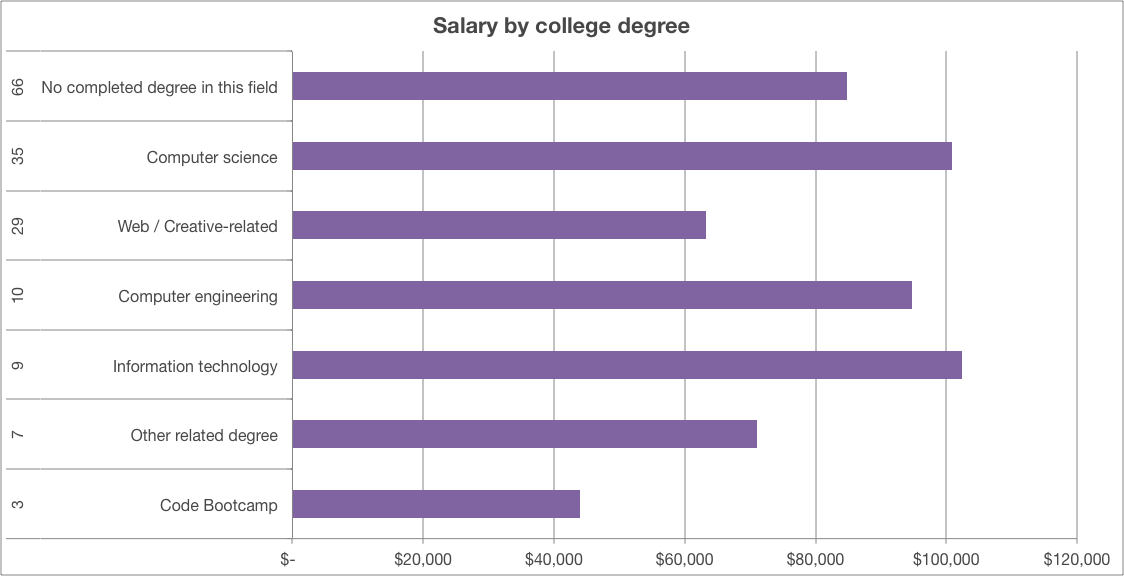 Salary by college degree
66 No completed degree in this field
35 Computer science
29 Web / Creative-related
10 Computer engineering
9 Information technology
7 Other related degree
3 Code Bootcamp
$- $20,000 $40,000 $60,000 $80,000 $100,000 $120,000